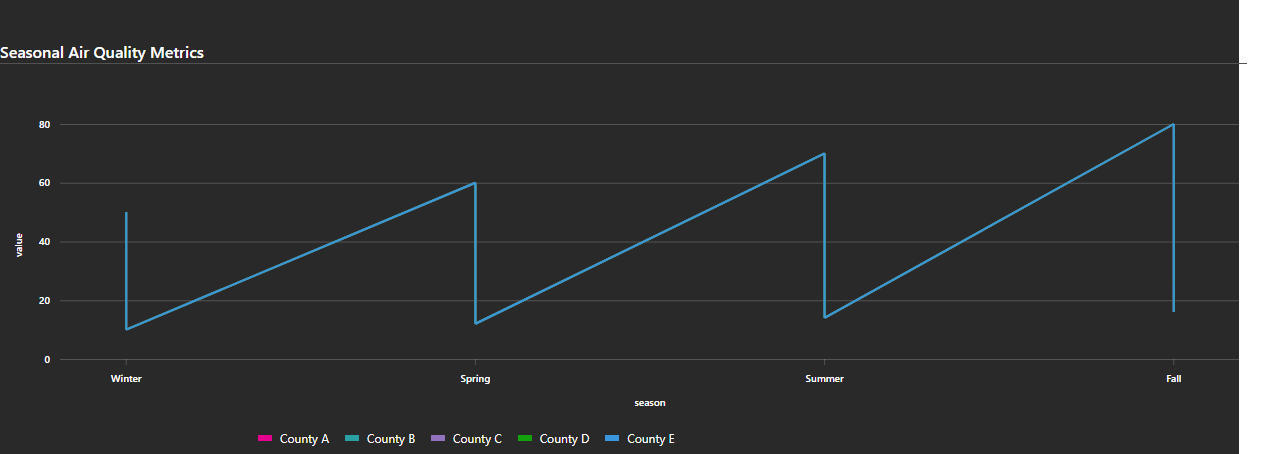 Seasonal Air Quality Metrics
80
60
40
20
0
value
Winter Spring Summer Fall
season
County A County B County C County D County E